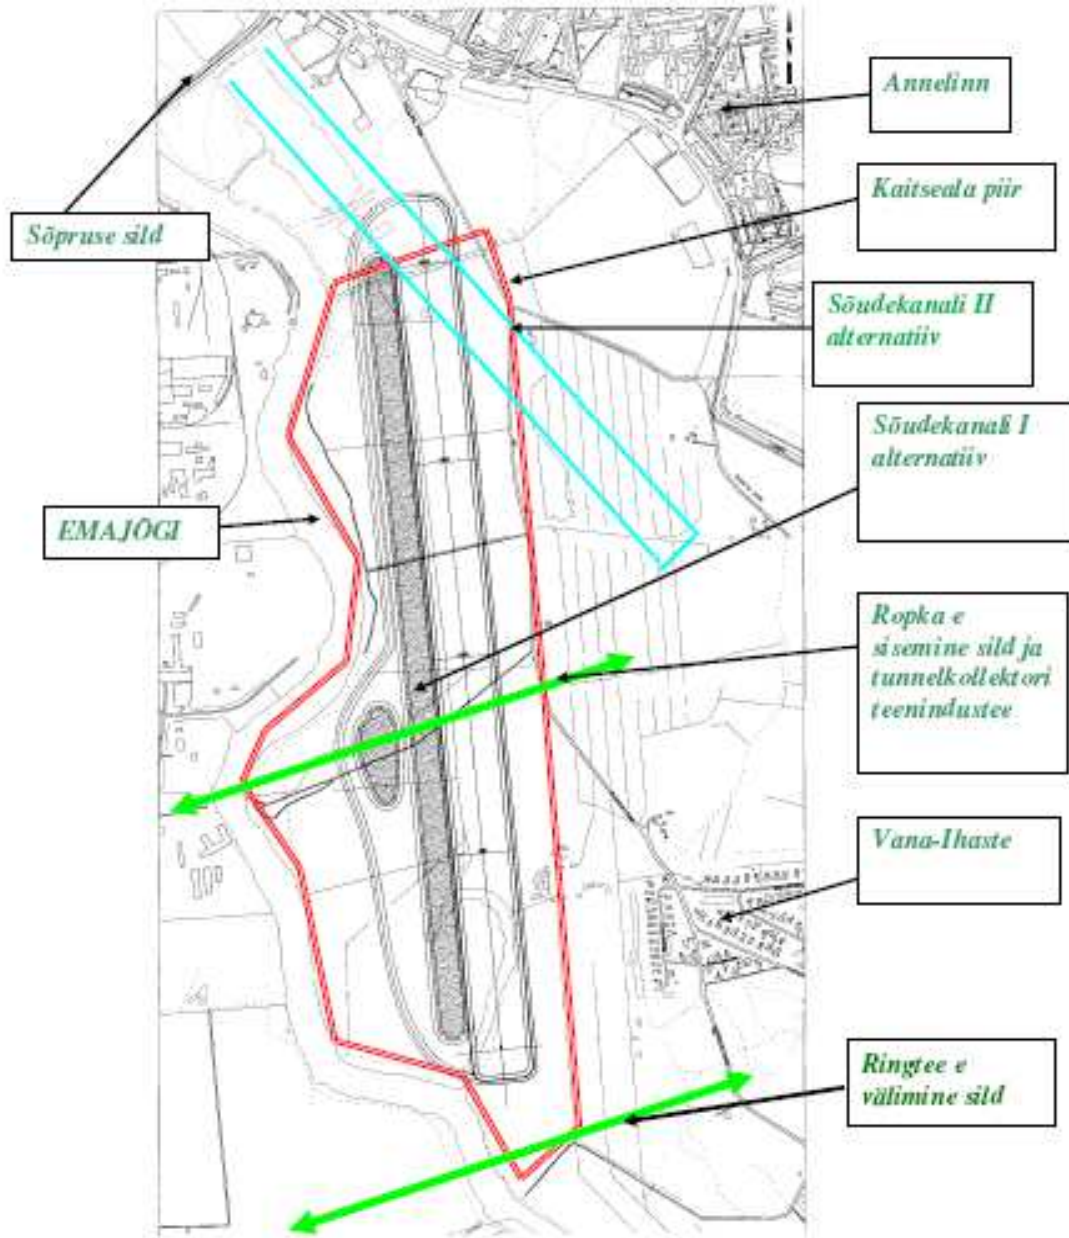 Annelinn
Kaitseala piir
Sõpruse sild
Sõudekanali II
alternatiiv
Sõudekanali I
alternatiiv
EMAJÕGI
Ropka e
sisemine sild ja
tunnelkollektori
teenindustee
Vana-Ihaste
Ringtee e
välimine sild